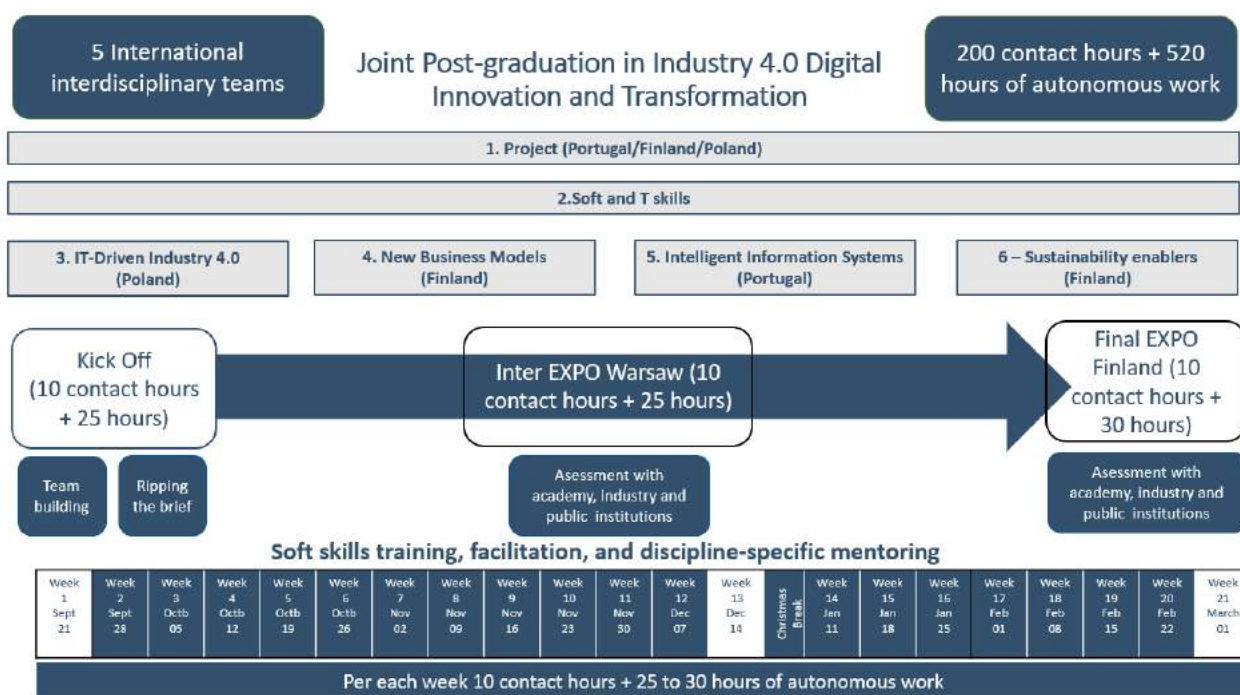 5 International
interdisciplinary teams
Joint Post-graduation in Industry 4.0 Digital
Innovation and Transformation
200 contact hours + 520
hours of autonomous work
1. Project (Portugal/Finland/Poland)
2.Soft and T skills
3. IT-Driven Industry 4.0
(Poland)
4. New Business Models
(Finland)
5. Intelligent Information Systems
(Portugal)
6 – Sustainability enablers
(Finland)
Kick Off
(10 contact hours
+ 25 hours)
Inter EXPO Warsaw (10
contact hours + 25 hours)
Final EXPO
Finland (10
contact hours +
30 hours)
Team
building
Ripping
the brief
Asessment with
academy, industry and
public institutions
Asessment with
academy, industry and
public institutions
Soft skills training, facilitation, and discipline-specific mentoring
Week
1
Sept
21
Week
2
Sept
28
Week
3
Octb
05
Week
4
Octb
12
Week
5
Octb
19
Week
6
Octb
26
Week
7
Nov
02
Week
8
Nov
09
Week
9
Nov
16
Week
10
Nov
23
Week
11
Nov
30
Week
12
Dec
07
Week
13
Dec
14
Christmas
Break
Week
14
Jan
11
Week
15
Jan
18
Week
16
Jan
25
Week
17
Feb
01
Week
18
Feb
08
Week
19
Feb
15
Week
20
Feb
22
Week
21
March
01
Per each week 10 contact hours + 25 to 30 hours of autonomous work